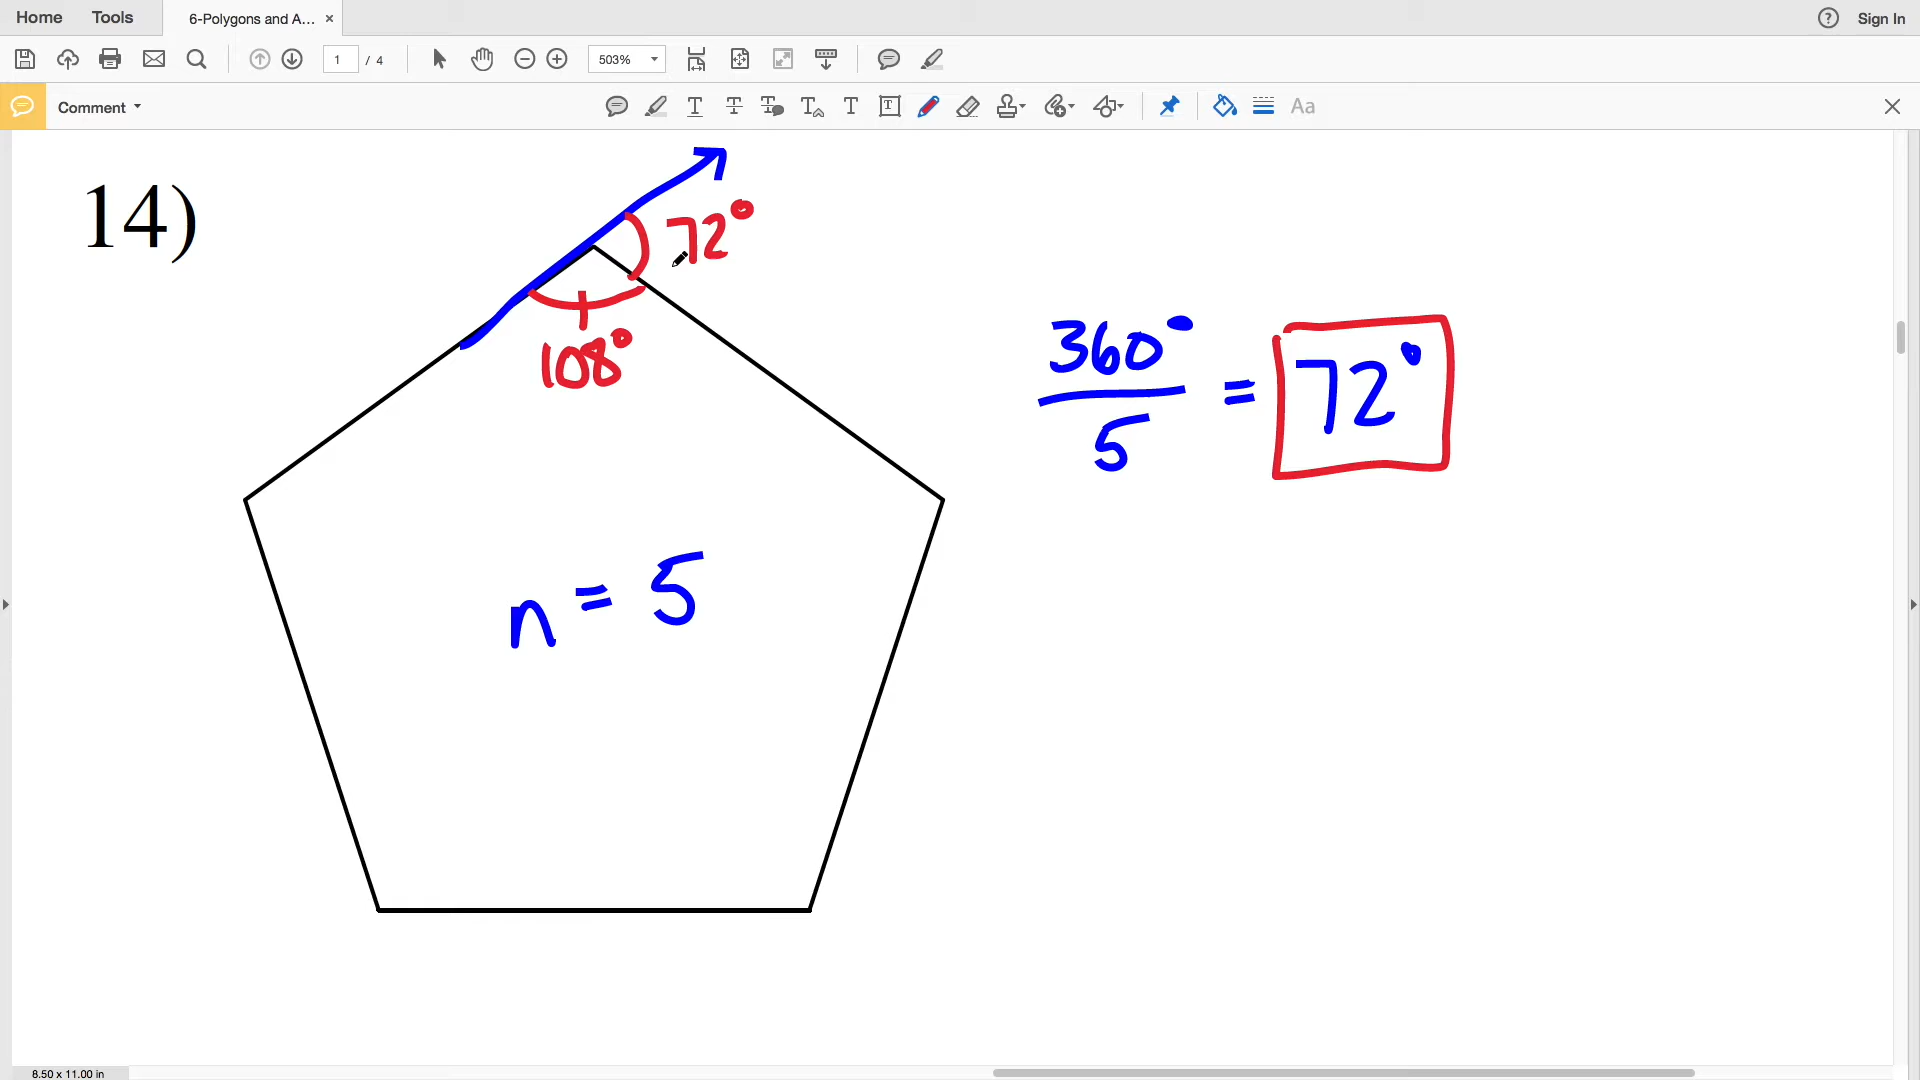 Home Tools 6-Polygons and A... × Sign In
1 / 4 503%
Comment Aa
14)
72°
108°
360° / 5 = 72°
n = 5
8.50 x 11.00 in